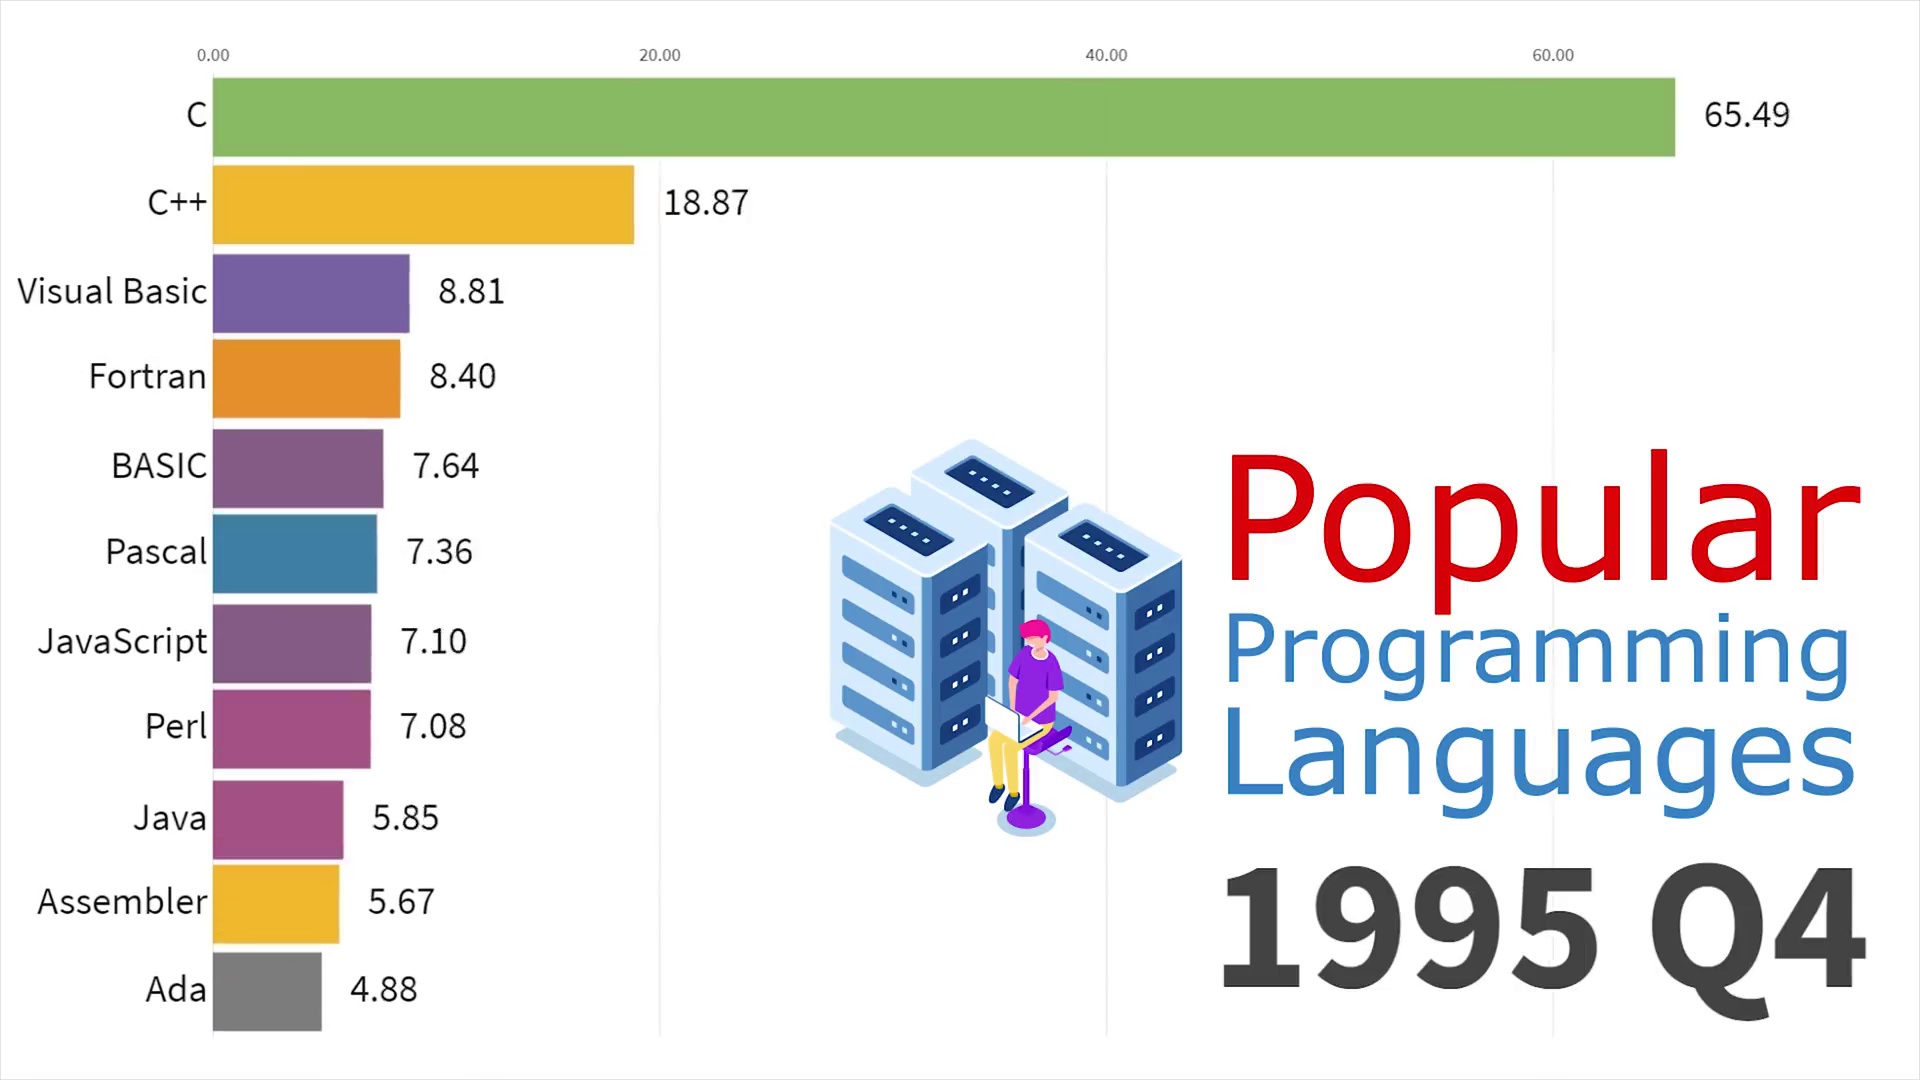 0.00 20.00 40.00 60.00
C 65.49
C++ 18.87
Visual Basic 8.81
Fortran 8.40
BASIC 7.64
Pascal 7.36
JavaScript 7.10
Perl 7.08
Java 5.85
Assembler 5.67
Ada 4.88
Popular
Programming
Languages
1995 Q4